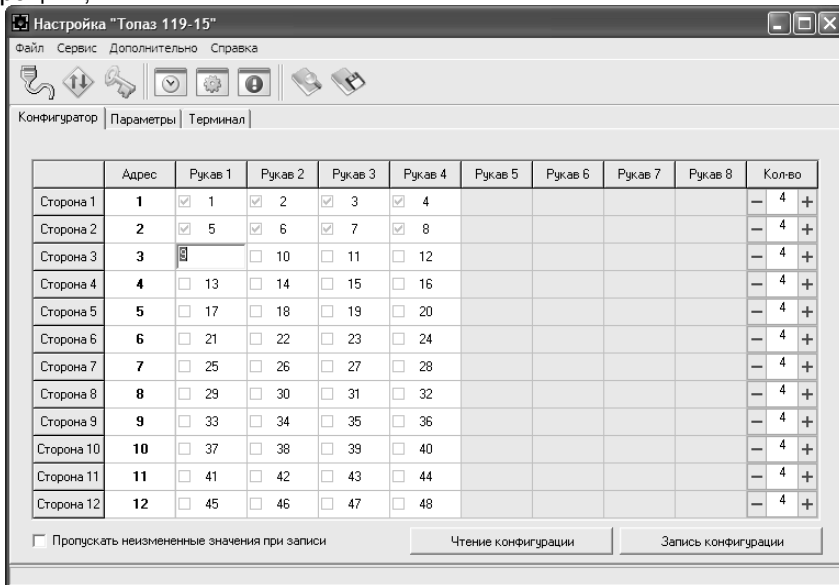 Настройка "Топаз 119-15"
Файл Сервис Дополнительно Справка
Конфигуратор Параметры Терминал
Адрес Рукав 1 Рукав 2 Рукав 3 Рукав 4 Рукав 5 Рукав 6 Рукав 7 Рукав 8 Кол-во
Сторона 1 1 1 2 3 4 − 4 +
Сторона 2 2 5 6 7 8 − 4 +
Сторона 3 3 9 10 11 12 − 4 +
Сторона 4 4 13 14 15 16 − 4 +
Сторона 5 5 17 18 19 20 − 4 +
Сторона 6 6 21 22 23 24 − 4 +
Сторона 7 7 25 26 27 28 − 4 +
Сторона 8 8 29 30 31 32 − 4 +
Сторона 9 9 33 34 35 36 − 4 +
Сторона 10 10 37 38 39 40 − 4 +
Сторона 11 11 41 42 43 44 − 4 +
Сторона 12 12 45 46 47 48 − 4 +
Пропускать неизмененные значения при записи Чтение конфигурации Запись конфигурации